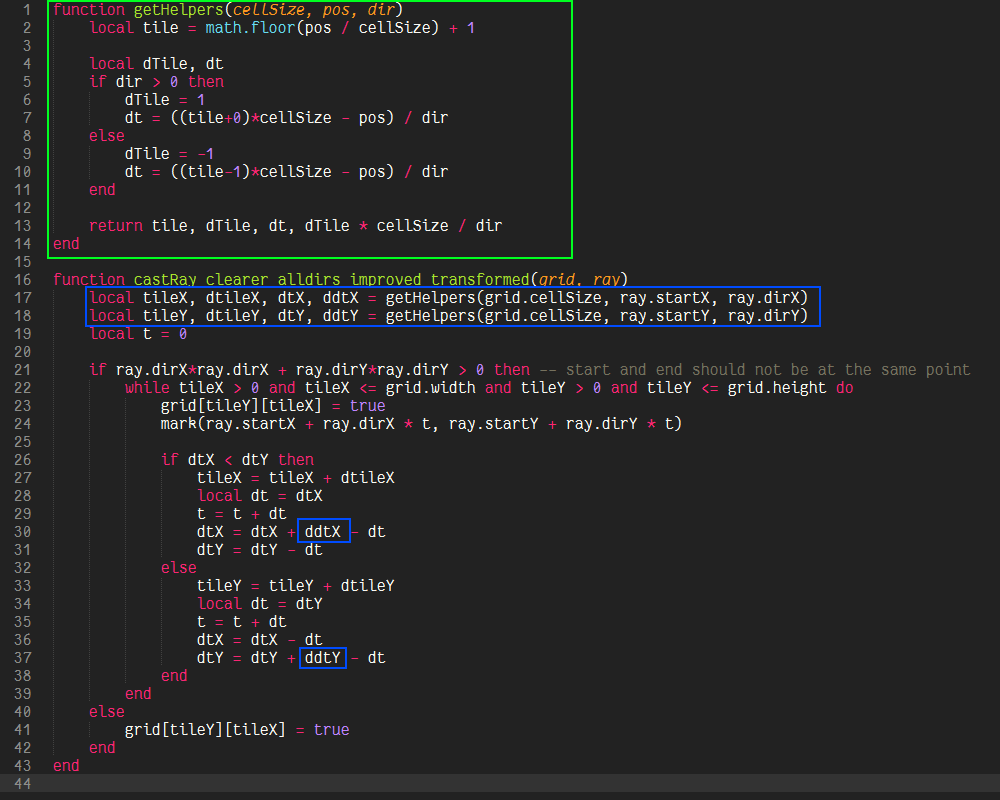 1 function getHelpers(cellSize, pos, dir)
2     local tile = math.floor(pos / cellSize) + 1
3
4     local dTile, dt
5     if dir > 0 then
6         dTile = 1
7         dt = ((tile+0)*cellSize - pos) / dir
8     else
9         dTile = -1
10         dt = ((tile-1)*cellSize - pos) / dir
11     end
12
13     return tile, dTile, dt, dTile * cellSize / dir
14 end
15
16 function castRay_clearer_alldirs_improved_transformed(grid, ray)
17     local tileX, dtileX, dtX, ddtX = getHelpers(grid.cellSize, ray.startX, ray.dirX)
18     local tileY, dtileY, dtY, ddtY = getHelpers(grid.cellSize, ray.startY, ray.dirY)
19     local t = 0
20
21     if ray.dirX*ray.dirX + ray.dirY*ray.dirY > 0 then -- start and end should not be at the same point
22         while tileX > 0 and tileX <= grid.width and tileY > 0 and tileY <= grid.height do
23             grid[tileY][tileX] = true
24             mark(ray.startX + ray.dirX * t, ray.startY + ray.dirY * t)
25
26             if dtX < dtY then
27                 tileX = tileX + dtileX
28                 local dt = dtX
29                 t = t + dt
30                 dtX = dtX + ddtX - dt
31                 dtY = dtY - dt
32             else
33                 tileY = tileY + dtileY
34                 local dt = dtY
35                 t = t + dt
36                 dtX = dtX - dt
37                 dtY = dtY + ddtY - dt
38             end
39         end
40     else
41         grid[tileY][tileX] = true
42     end
43 end
44